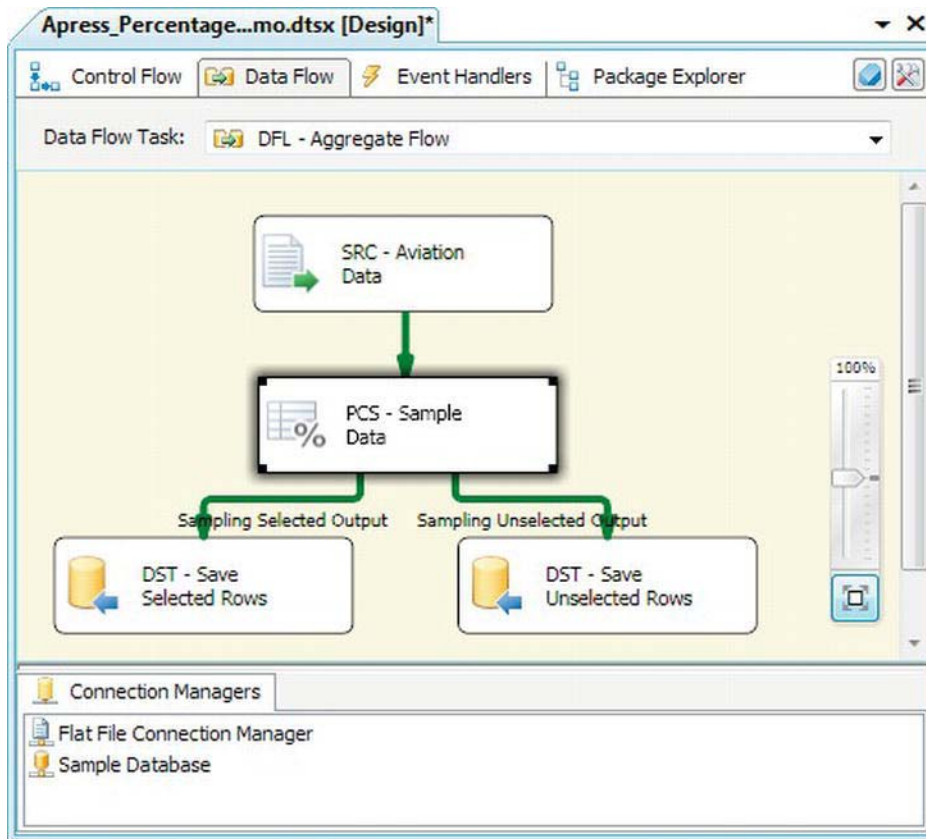 Apress_Percentage...mo.dtsx [Design]*
Control Flow
Data Flow
Event Handlers
Package Explorer
Data Flow Task:
DFL - Aggregate Flow
SRC - Aviation
Data
100%
PCS - Sample
Data
Sampling Selected Output
Sampling Unselected Output
DST - Save
Selected Rows
DST - Save
Unselected Rows
Connection Managers
Flat File Connection Manager
Sample Database